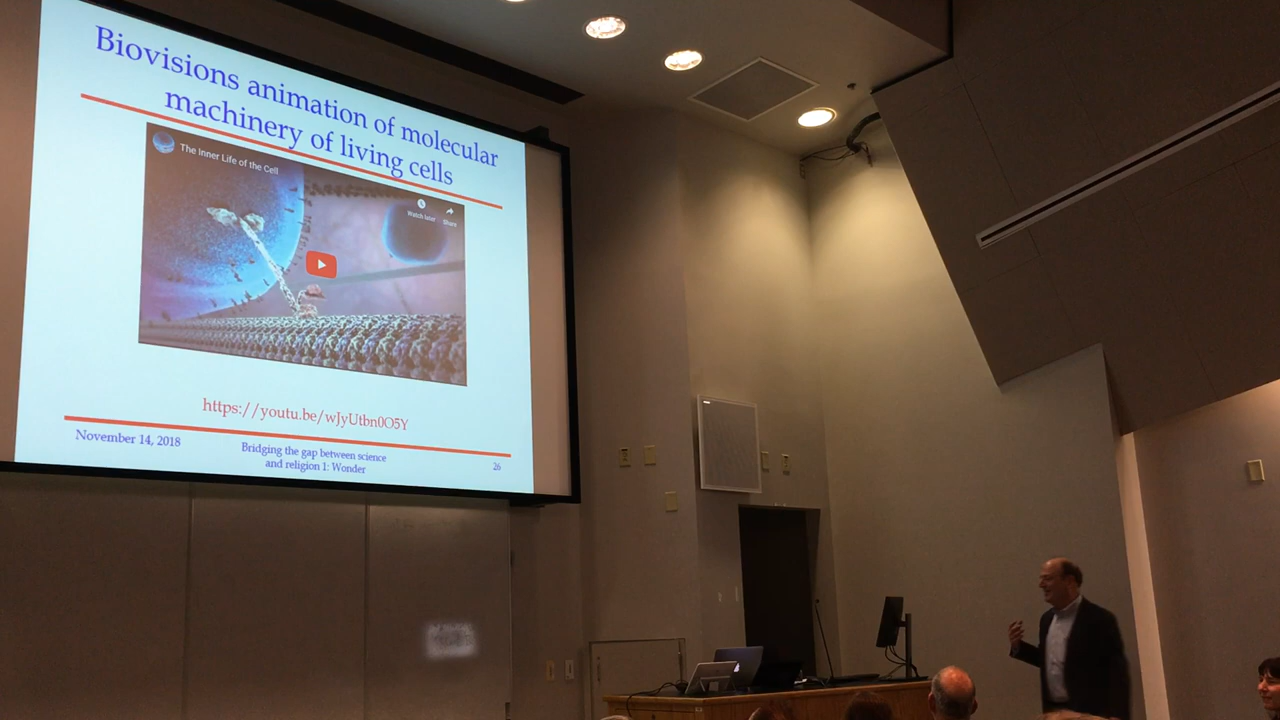 Biovisions animation of molecular
machinery of living cells
The Inner Life of the Cell
Watch later
Share
https://youtu.be/wJyUtbn0O5Y
November 14, 2018
Bridging the gap between science
and religion 1: Wonder
26